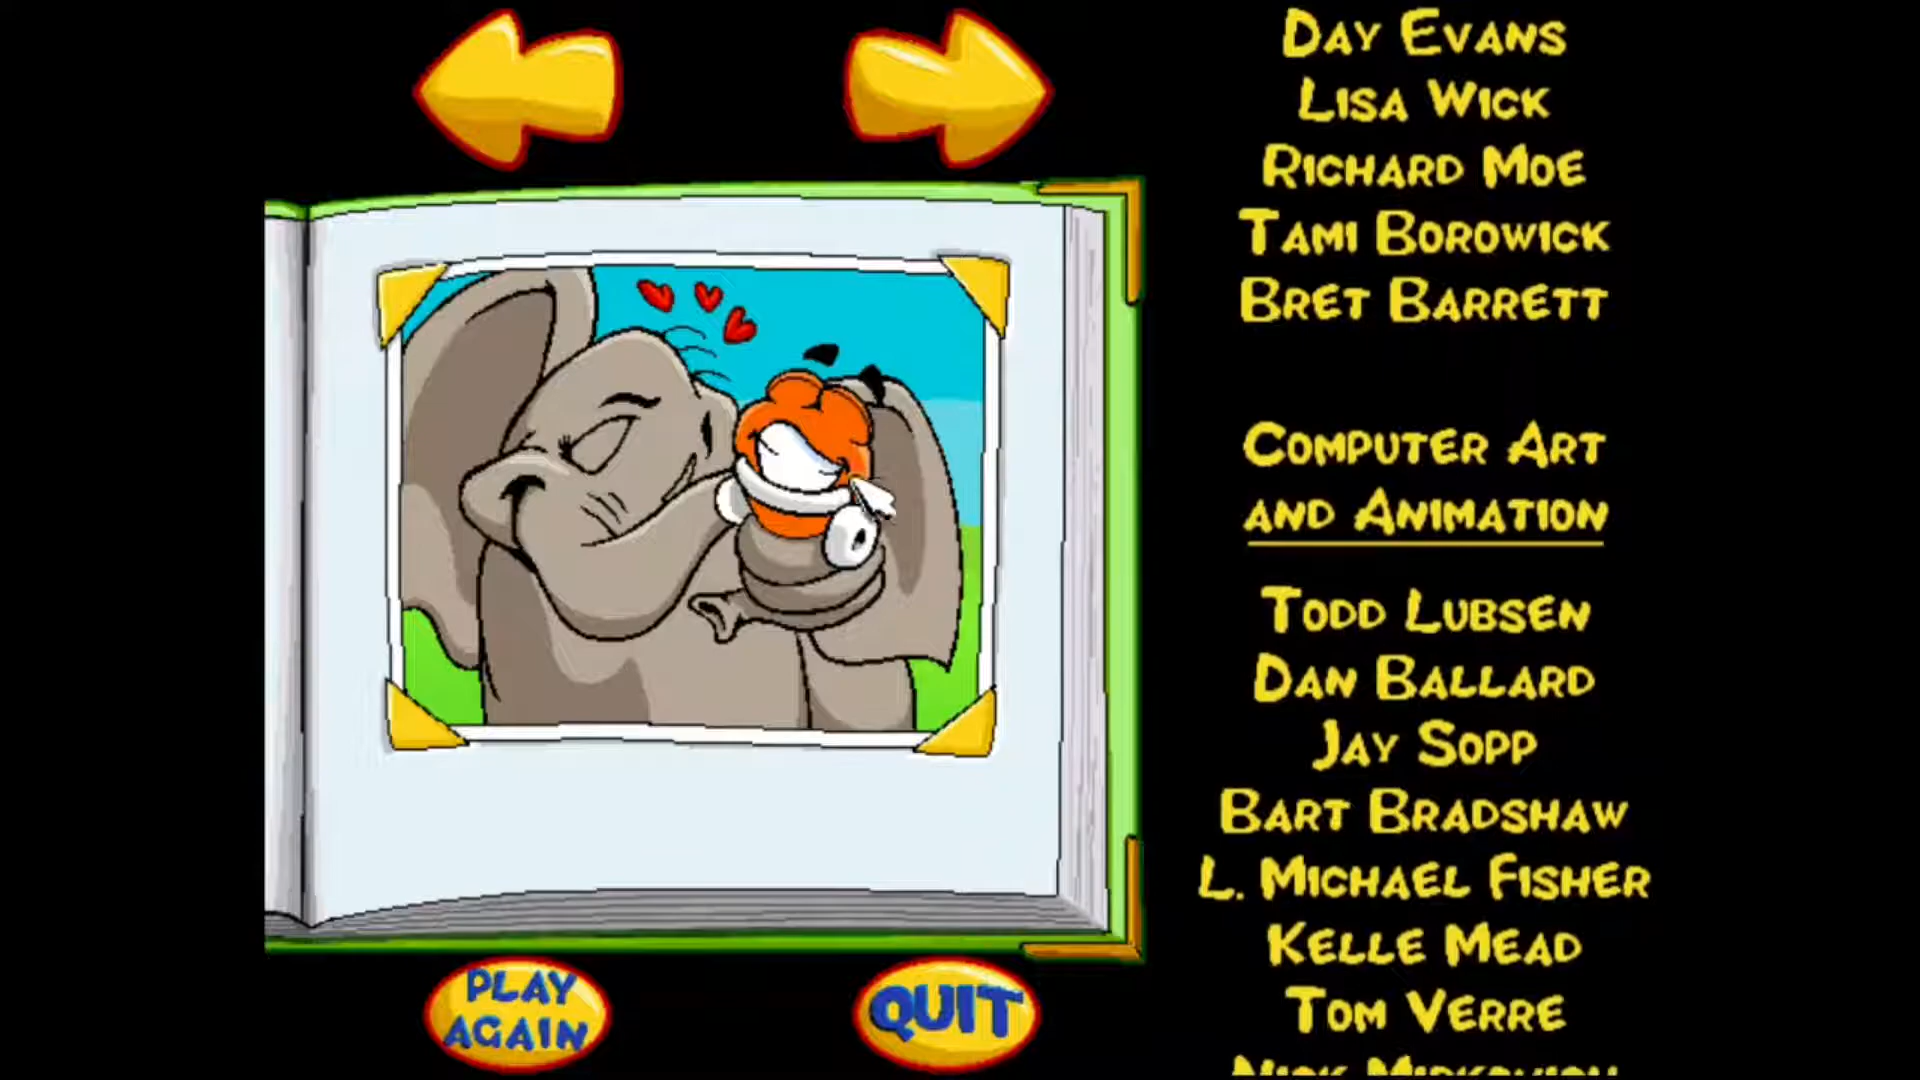 Day Evans
Lisa Wick
Richard Moe
Tami Borowick
Bret Barrett
Computer Art
and Animation
Todd Lubsen
Dan Ballard
Jay Sopp
Bart Bradshaw
L. Michael Fisher
Kelle Mead
Tom Verre
PLAY
AGAIN
QUIT